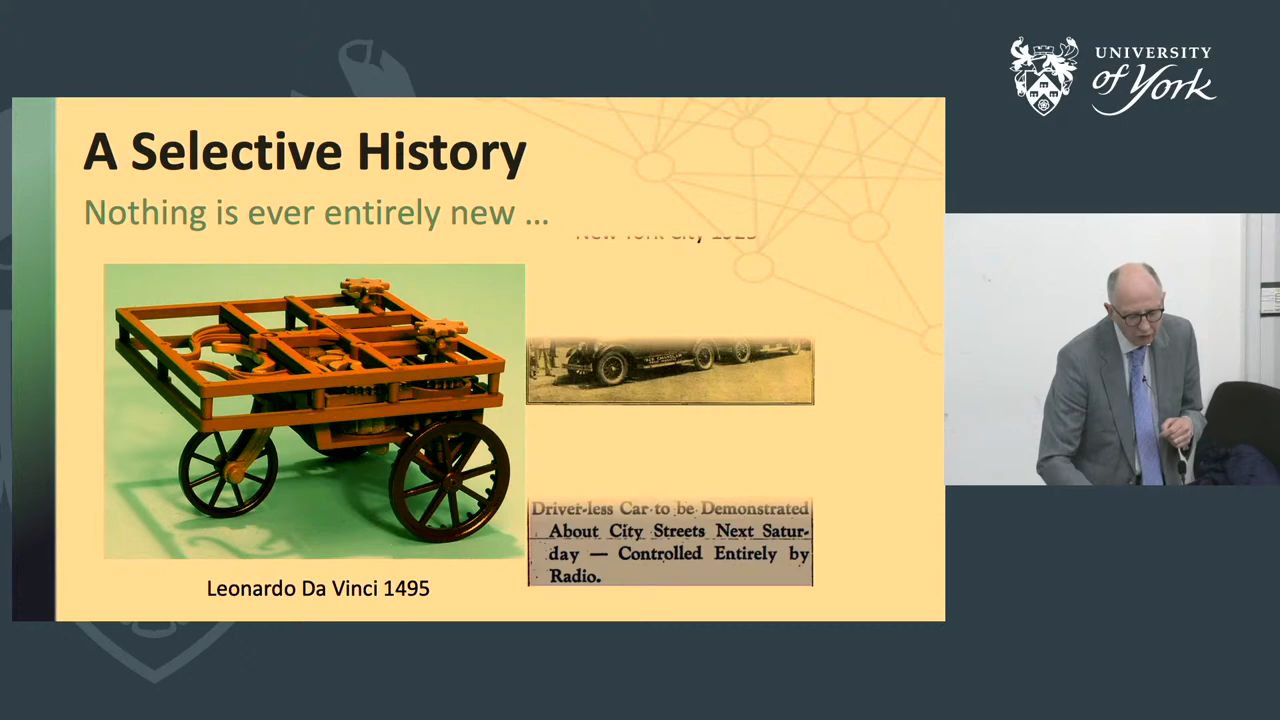 UNIVERSITY
of York
A Selective History
Nothing is ever entirely new ...
New York City 1925
Driver-less Car to be Demonstrated
About City Streets Next Satur-
day — Controlled Entirely by
Radio.
Leonardo Da Vinci 1495